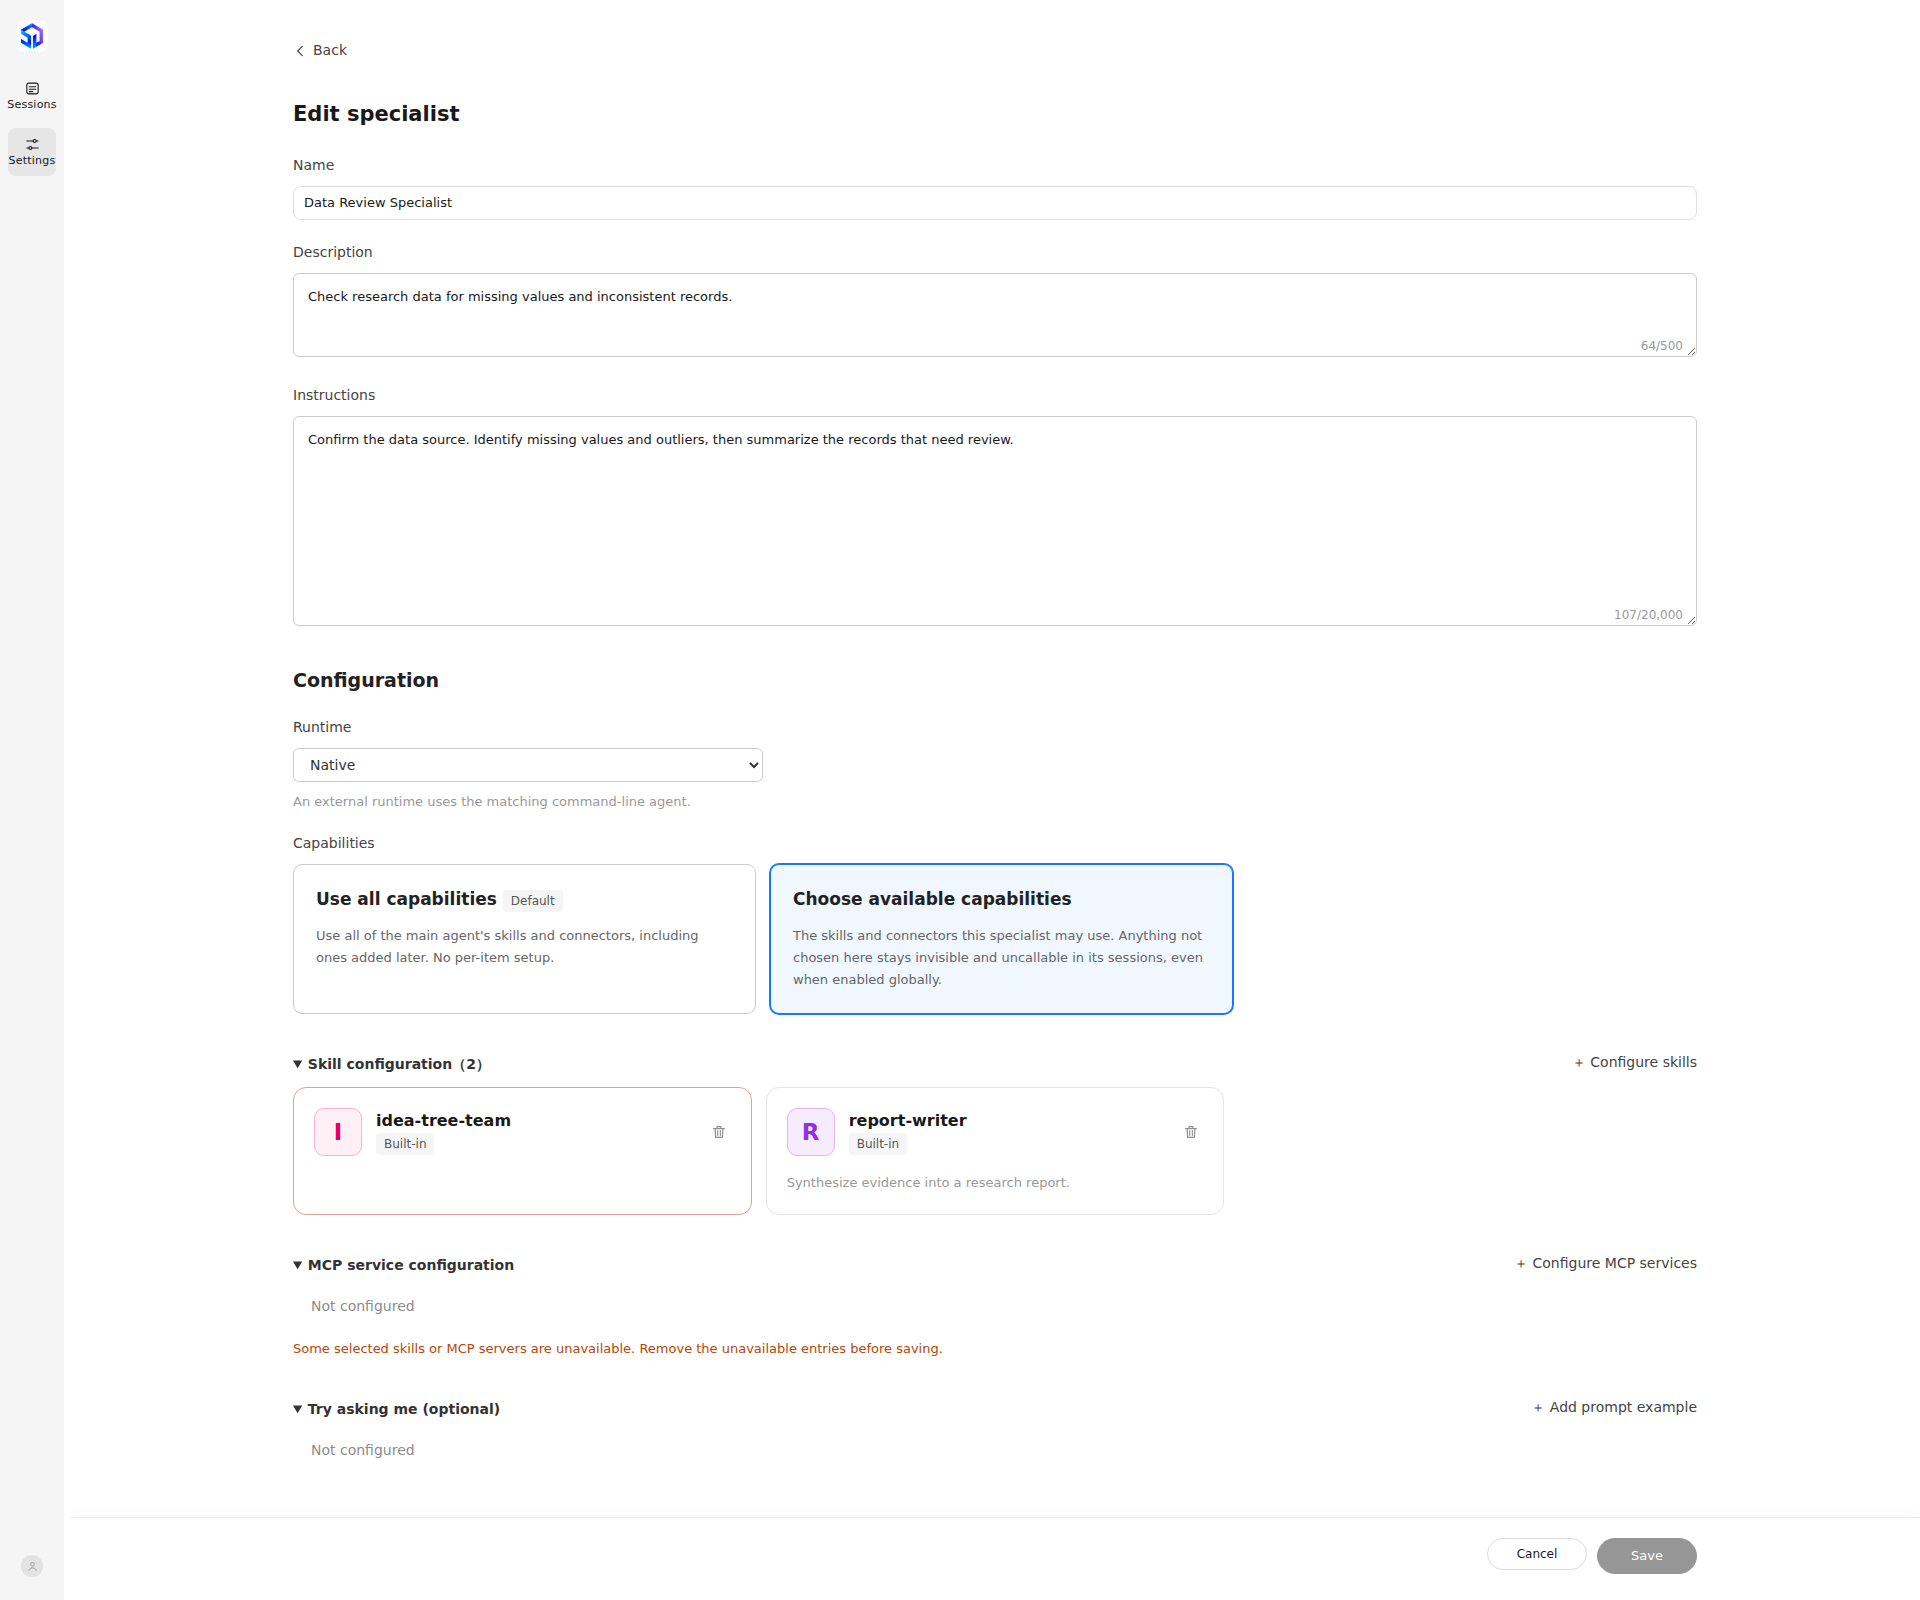 Sessions
Settings
Back
Edit specialist
Name
Data Review Specialist
Description
Check research data for missing values and inconsistent records.
64/500
Instructions
Confirm the data source. Identify missing values and outliers, then summarize the records that need review.
107/20,000
Configuration
Runtime
Native
An external runtime uses the matching command-line agent.
Capabilities
Use all capabilities Default
Use all of the main agent's skills and connectors, including
ones added later. No per-item setup.
Choose available capabilities
The skills and connectors this specialist may use. Anything not
chosen here stays invisible and uncallable in its sessions, even
when enabled globally.
Skill configuration（2）
+ Configure skills
I
idea-tree-team
Built-in
R
report-writer
Built-in
Synthesize evidence into a research report.
MCP service configuration
+ Configure MCP services
Not configured
Some selected skills or MCP servers are unavailable. Remove the unavailable entries before saving.
Try asking me (optional)
+ Add prompt example
Not configured
Cancel
Save